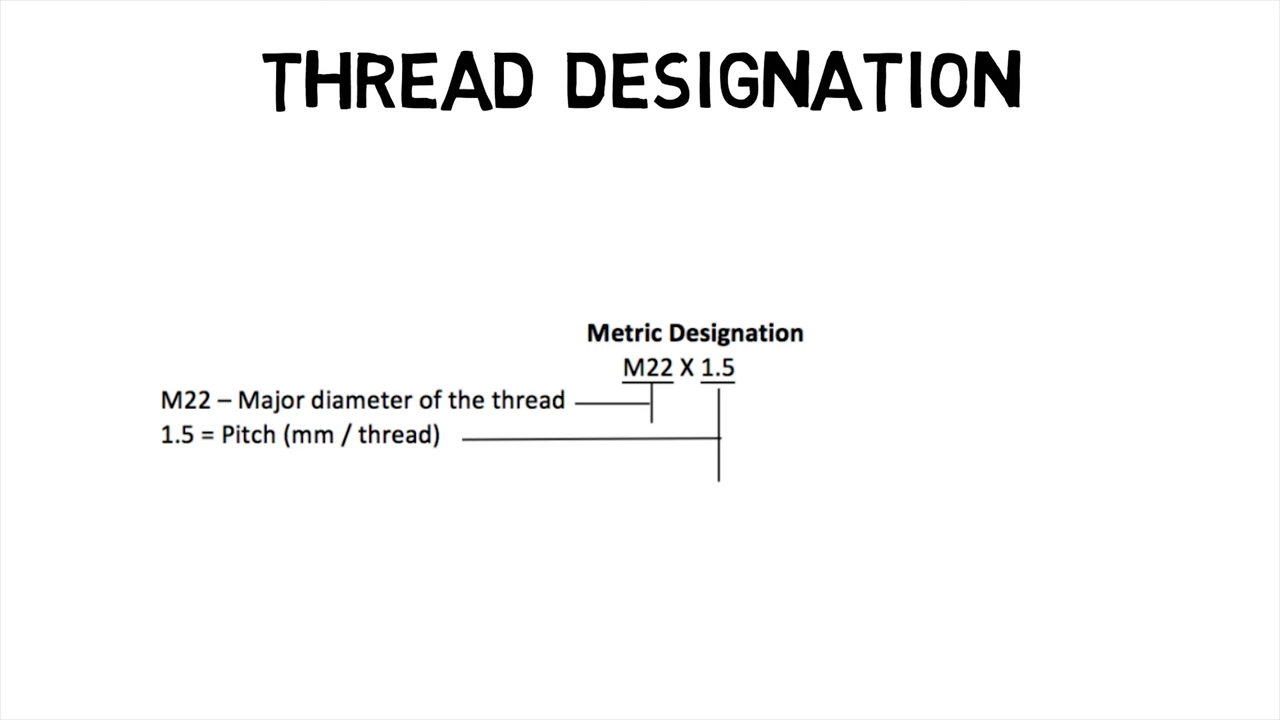 THREAD DESIGNATION
Metric Designation
M22 X 1.5
M22 – Major diameter of the thread
1.5 = Pitch (mm / thread)